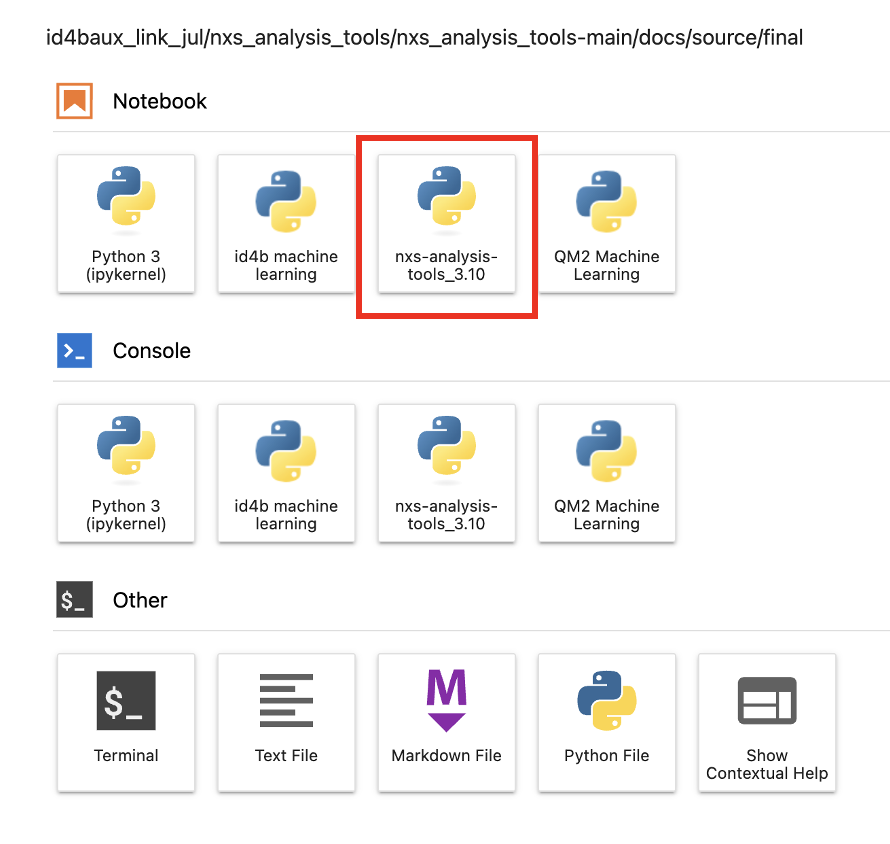 id4baux_link_jul/nxs_analysis_tools/nxs_analysis_tools-main/docs/source/final
Notebook
Python 3
(ipykernel)
id4b machine
learning
nxs-analysis-
tools_3.10
QM2 Machine
Learning
>_
Console
Python 3
(ipykernel)
id4b machine
learning
nxs-analysis-
tools_3.10
QM2 Machine
Learning
$_
Other
$_
Terminal
Text File
M
Markdown File
Python File
Show
Contextual Help